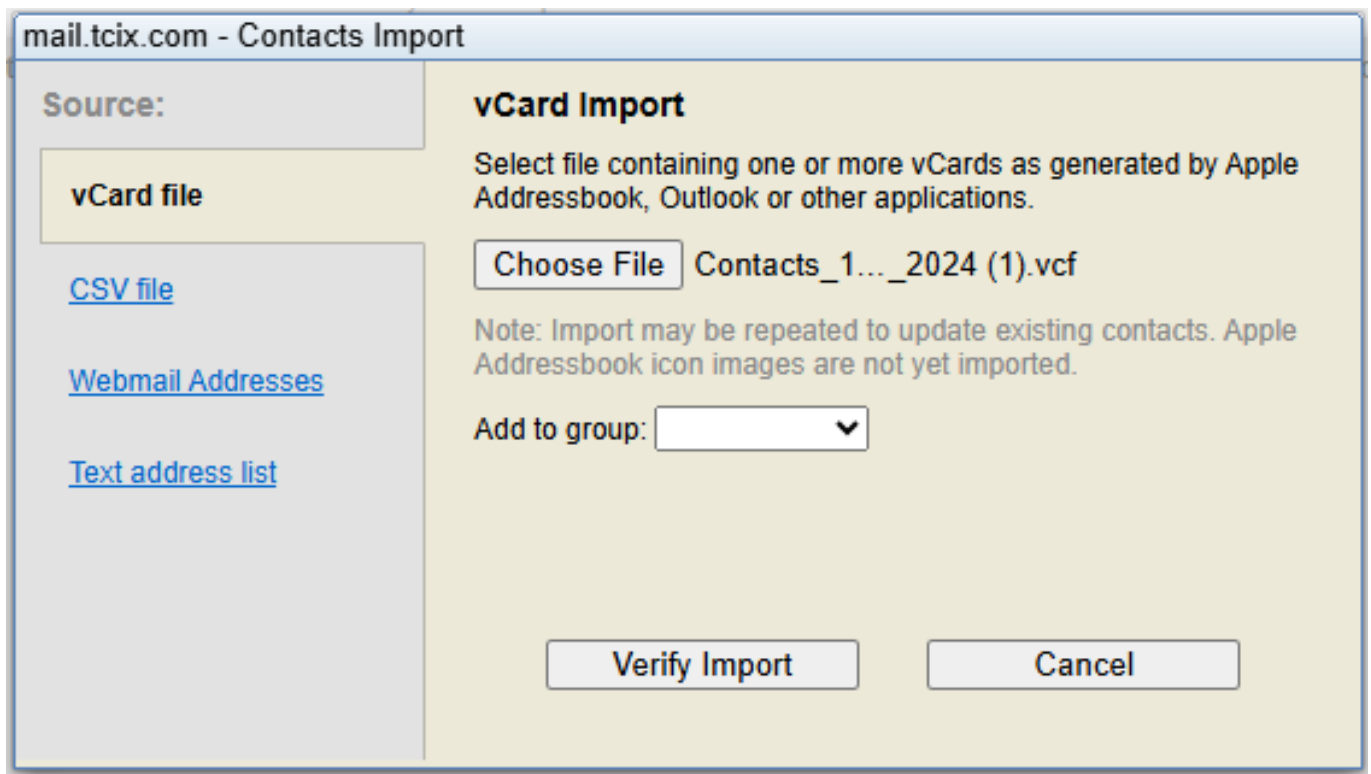 mail.tcix.com - Contacts Import
Source:
vCard file
CSV file
Webmail Addresses
Text address list
vCard Import
Select file containing one or more vCards as generated by Apple
Addressbook, Outlook or other applications.
Choose File Contacts_1..._2024 (1).vcf
Note: Import may be repeated to update existing contacts. Apple
Addressbook icon images are not yet imported.
Add to group:
Verify Import Cancel